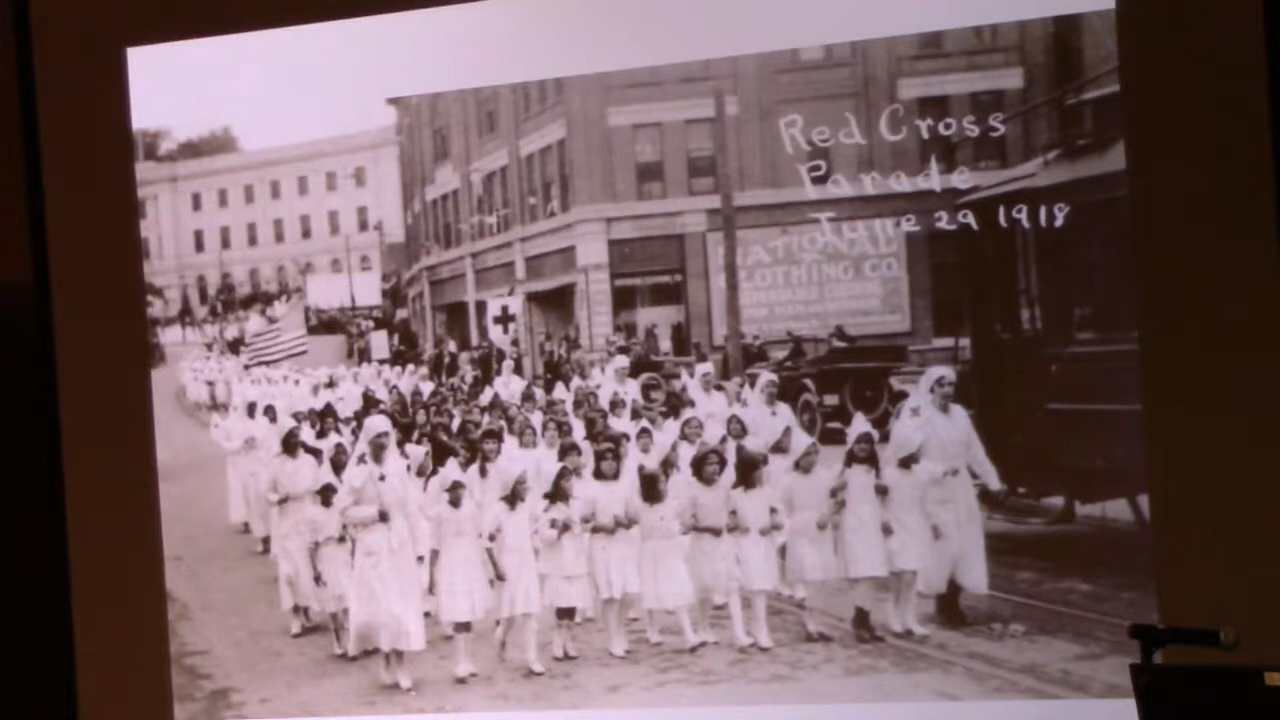 Red Cross
Parade
June 29 1918
NATIONAL
CLOTHING CO